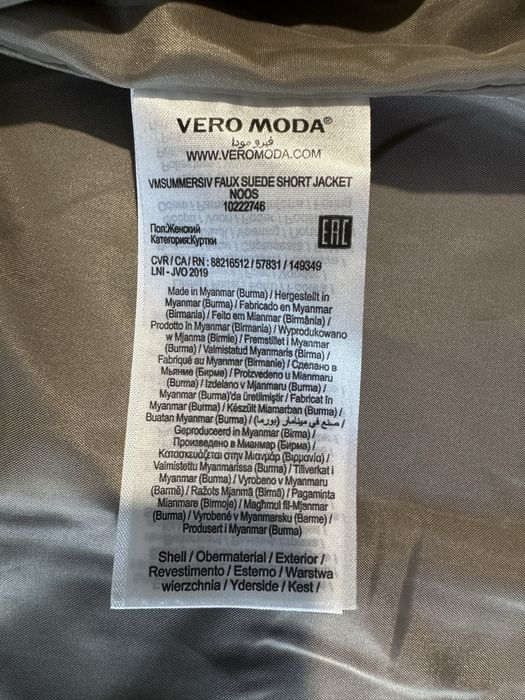 VERO MODA®
فيرو مودا
WWW.VEROMODA.COM
VMSUMMERSIV FAUX SUEDE SHORT JACKET
NOOS
10222746
Пол:Женский
Категория:Куртки
EAC
CVR / CA / RN : 88216512 / 57831 / 149349
LNI - JVO 2019
Made in Myanmar (Burma) / Hergestellt in
Myanmar (Burma) / Fabricado en Myanmar
(Birmania) / Feito em Mianmar (Birmânia) /
Prodotto In Myanmar (Birmania) / Wyprodukowano
w Mjanma (Birmie) / Fremstillet i Myanmar
(Burma) / Valmistatud Myanmaris (Birma) /
Fabriqué au Myanmar (Birmanie) / Сделано в
Мьянме (Бирме) / Proizvedeno u Mianmaru
(Burma) / Izdelano v Mjanmaru (Burma) /
Myanmar (Burma)'da üretilmiştir / Fabricat în
Myanmar (Burma) / Készült Miamarban (Burma) /
Buatan Myanmar (Burma) / صنع في مينامار (بورما) /
Geproduceerd in Myanmar (Birma) /
Произведено в Мианмар (Бирма) /
Κατασκευάζεται στην Μιανμάρ (Βιρμανία) /
Valmistettu Myanmarissa (Burma) / Tillverkat i
Myanmar (Burma) / Vyrobeno v Myanmaru
(Barmě) / Ražots Mjanmā (Birmā) / Pagaminta
Mianmare (Birmoje) / Magħmul fil-Mjanmar
(Burma) / Vyrobené v Myanmarsku (Barme) /
Produsert i Myanmar (Burma)
Shell / Obermaterial / Exterior /
Revestimento / Esterno / Warstwa
wierzchnia / Yderside / Kest /